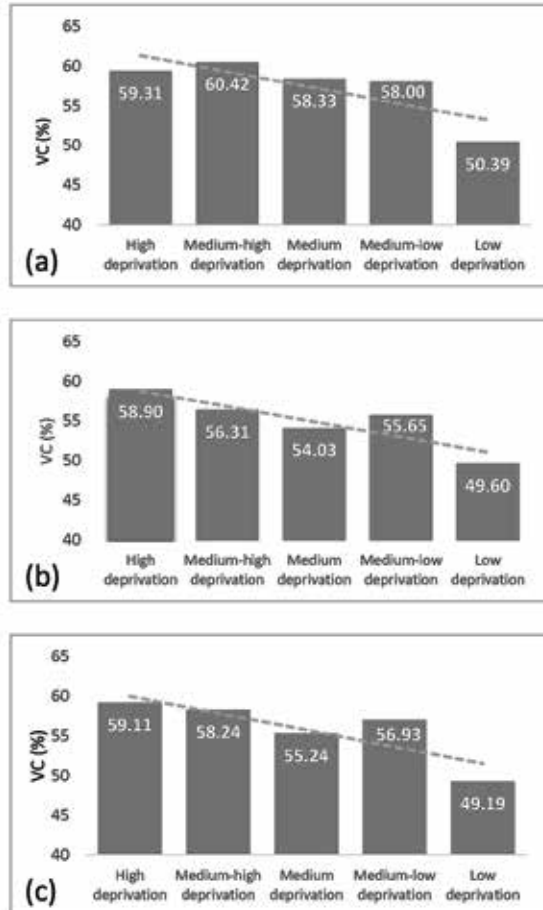 65
60
55
50
45
40
VC (%)
59.31
60.42
58.33
58.00
50.39
High deprivation
Medium-high deprivation
Medium deprivation
Medium-low deprivation
Low deprivation
(a)
65
60
55
50
45
40
VC (%)
58.90
56.31
54.03
55.65
49.60
High deprivation
Medium-high deprivation
Medium deprivation
Medium-low deprivation
Low deprivation
(b)
65
60
55
50
45
40
VC (%)
59.11
58.24
55.24
56.93
49.19
High deprivation
Medium-high deprivation
Medium deprivation
Medium-low deprivation
Low deprivation
(c)